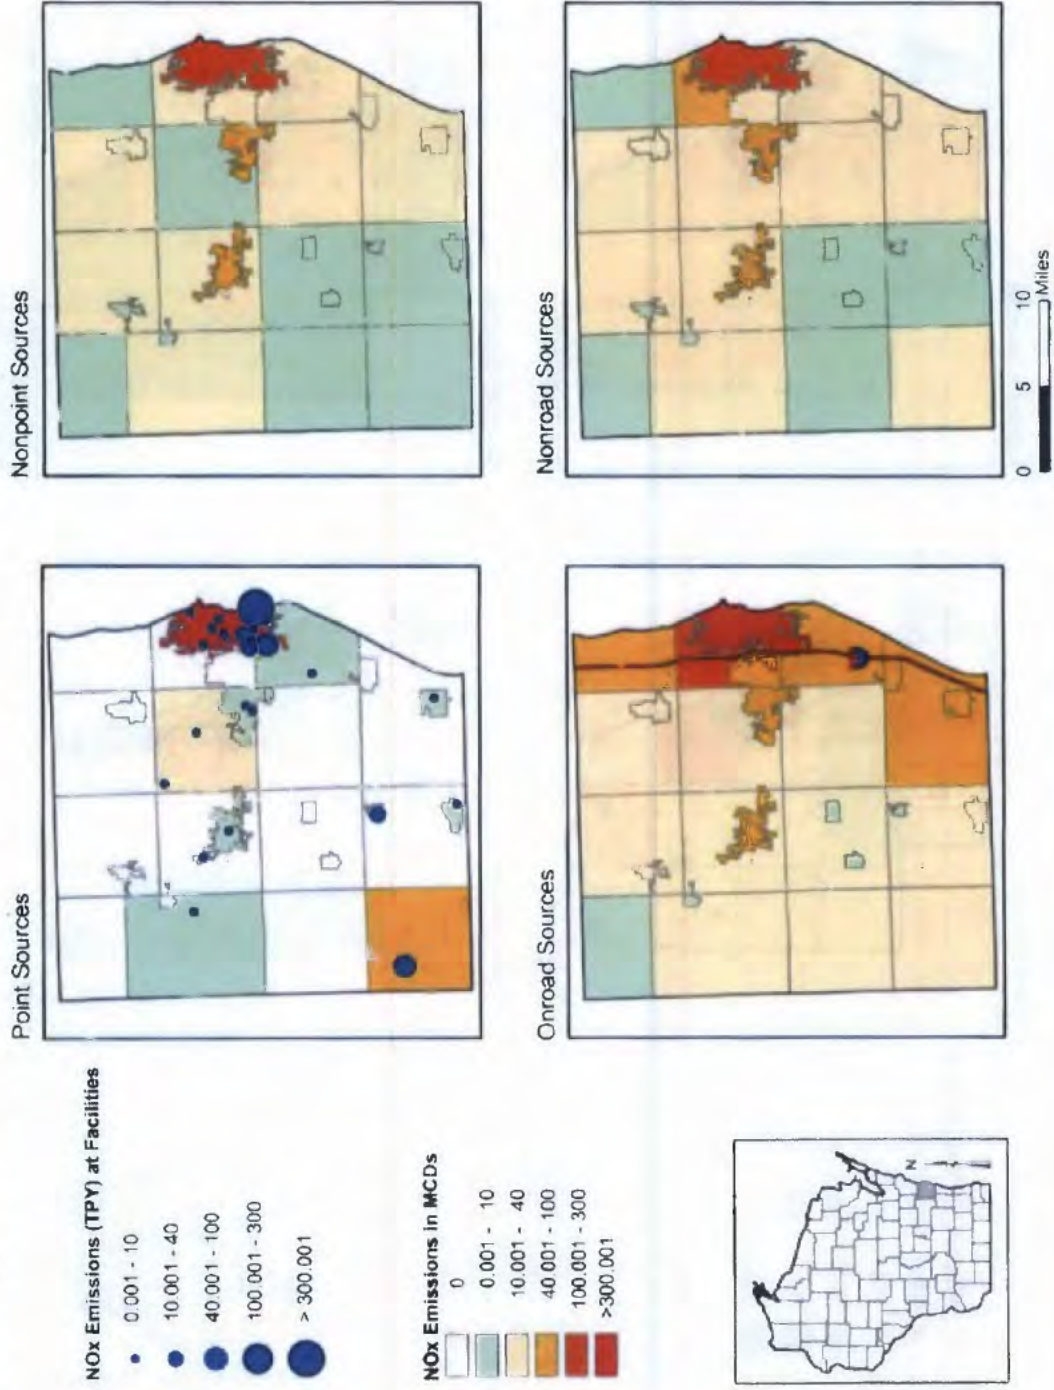 NOx Emissions (TPY) at Facilities
0.001 - 10
10.001 - 40
40.001 - 100
100.001 - 300
> 300.001
NOx Emissions in MCDs
0
0.001 - 10
10.001 - 40
40.001 - 100
100.001 - 300
>300.001
N
Point Sources
Nonpoint Sources
Onroad Sources
Nonroad Sources
0 5 10
Miles